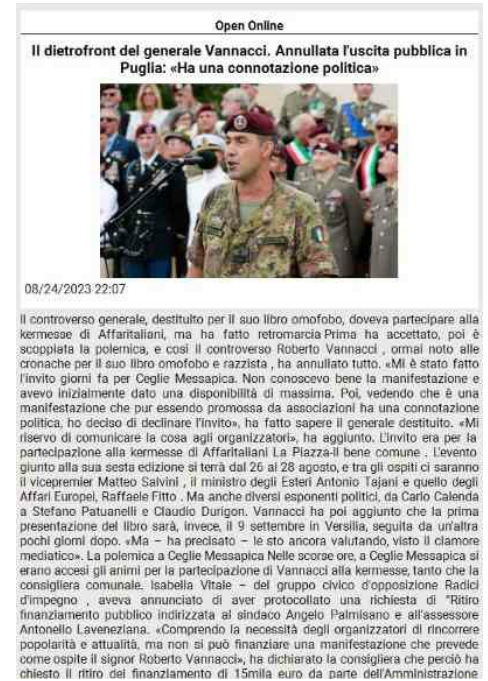 Open Online
Il dietrofront del generale Vannacci. Annullata l'uscita pubblica in
Puglia: «Ha una connotazione politica»
08/24/2023 22:07
Il controverso generale, destituito per il suo libro omofobo, doveva partecipare alla
kermesse di Affaritaliani, ma ha fatto retromarcia Prima ha accettato, poi è
scoppiata la polemica, e così il controverso Roberto Vannacci , ormai noto alle
cronache per il suo libro omofobo e razzista , ha annullato tutto. «Mi è stato fatto
l'invito giorni fa per Ceglie Messapica. Non conoscevo bene la manifestazione e
avevo inizialmente dato una disponibilità di massima. Poi, vedendo che è una
manifestazione che pur essendo promossa da associazioni ha una connotazione
politica, ho deciso di declinare l'invito», ha fatto sapere il generale destituito. «Mi
riservo di comunicare la cosa agli organizzatori», ha aggiunto. L'invito era per la
partecipazione alla kermesse di Affaritaliani La Piazza-Il bene comune . L'evento
giunto alla sua sesta edizione si terrà dal 26 al 28 agosto, e tra gli ospiti ci saranno
il vicepremier Matteo Salvini , il ministro degli Esteri Antonio Tajani e quello degli
Affari Europei, Raffaele Fitto . Ma anche diversi esponenti politici, da Carlo Calenda
a Stefano Patuanelli e Claudio Durigon. Vannacci ha poi aggiunto che la prima
presentazione del libro sarà, invece, il 9 settembre in Versilia, seguita da un'altra
pochi giorni dopo. «Ma – ha precisato – le sto ancora valutando, visto il clamore
mediatico». La polemica a Ceglie Messapica Nelle scorse ore, a Ceglie Messapica si
erano accesi gli animi per la partecipazione di Vannacci alla kermesse, tanto che la
consigliera comunale. Isabella Vitale – del gruppo civico d'opposizione Radici
d'impegno , aveva annunciato di aver protocollato una richiesta di "Ritiro
finanziamento pubblico indirizzata al sindaco Angelo Palmisano e all'assessore
Antonello Laveneziana. «Comprendo la necessità degli organizzatori di rincorrere
popolarità e attualità, ma non si può finanziare una manifestazione che prevede
come ospite il signor Roberto Vannacci», ha dichiarato la consigliera che perciò ha
chiesto il ritiro del finanziamento di 15mila euro da parte dell'Amministrazione